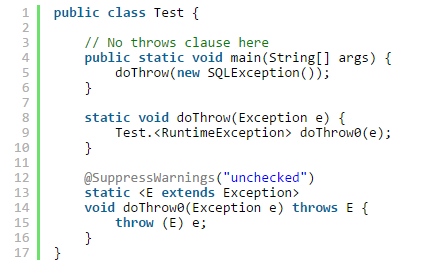 1 public class Test {
2
3     // No throws clause here
4     public static void main(String[] args) {
5         doThrow(new SQLException());
6     }
7
8     static void doThrow(Exception e) {
9         Test.<RuntimeException> doThrow0(e);
10     }
11
12     @SuppressWarnings("unchecked")
13     static <E extends Exception>
14     void doThrow0(Exception e) throws E {
15         throw (E) e;
16     }
17 }